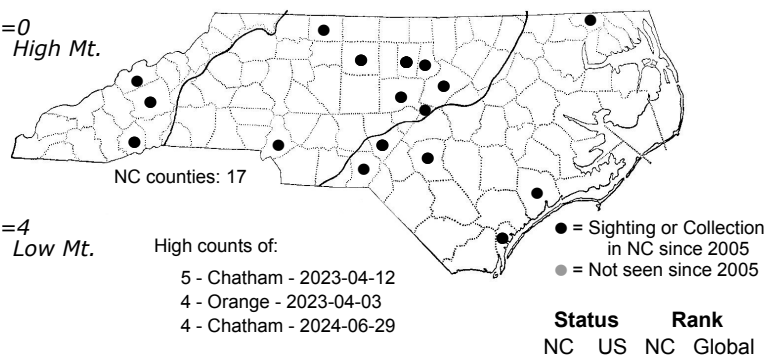 =0
High Mt.
NC counties: 17
=4
Low Mt.
High counts of:
5 - Chatham - 2023-04-12
4 - Orange - 2023-04-03
4 - Chatham - 2024-06-29
● = Sighting or Collection
in NC since 2005
● = Not seen since 2005
Status Rank
NC US NC Global